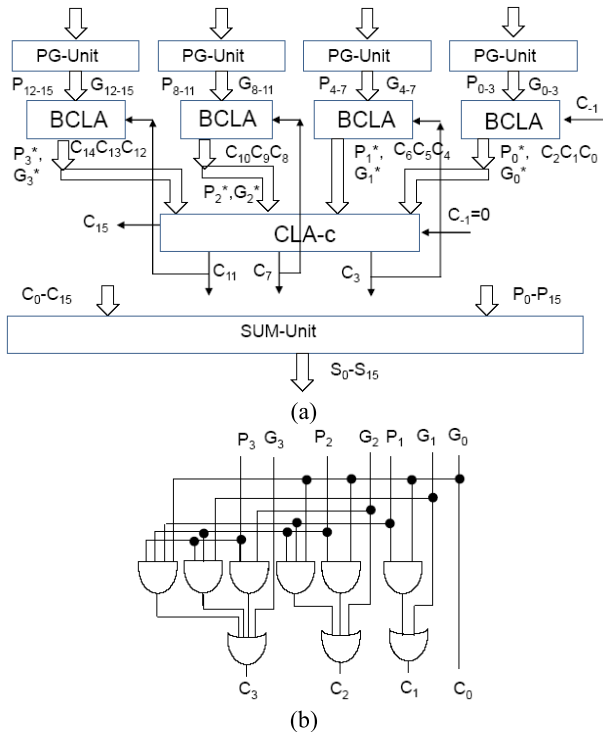 PG-Unit PG-Unit PG-Unit PG-Unit
P12-15 G12-15 P8-11 G8-11 P4-7 G4-7 P0-3 G0-3
C-1
BCLA BCLA BCLA BCLA
P3*, G3* C14C13C12 C10C9C8 P1*, G1* C6C5C4 P0*, G0* C2C1C0
P2*,G2*
C15 CLA-c C-1=0
C11 C7 C3
C0-C15 P0-P15
SUM-Unit
S0-S15
(a)
P3 G3 P2 G2 P1 G1 G0
C3 C2 C1 C0
(b)